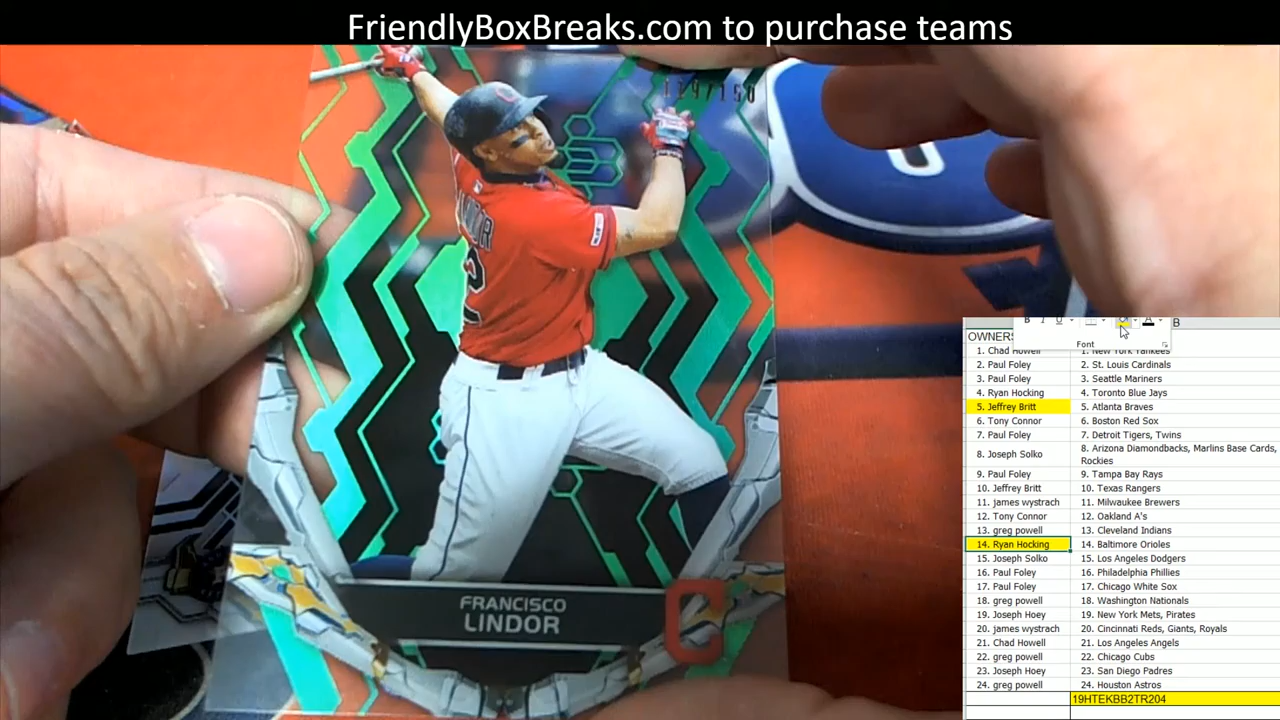 FriendlyBoxBreaks.com to purchase teams
119/150
FRANCISCO
LINDOR
B I U A B
Font
OWNERS
1. Chad Howell 1. New York Yankees
2. Paul Foley 2. St. Louis Cardinals
3. Paul Foley 3. Seattle Mariners
4. Ryan Hocking 4. Toronto Blue Jays
5. Jeffrey Britt 5. Atlanta Braves
6. Tony Connor 6. Boston Red Sox
7. Paul Foley 7. Detroit Tigers, Twins
8. Joseph Solko 8. Arizona Diamondbacks, Marlins Base Cards,
Rockies
9. Paul Foley 9. Tampa Bay Rays
10. Jeffrey Britt 10. Texas Rangers
11. james wystrach 11. Milwaukee Brewers
12. Tony Connor 12. Oakland A's
13. greg powell 13. Cleveland Indians
14. Ryan Hocking 14. Baltimore Orioles
15. Joseph Solko 15. Los Angeles Dodgers
16. Paul Foley 16. Philadelphia Phillies
17. Paul Foley 17. Chicago White Sox
18. greg powell 18. Washington Nationals
19. Joseph Hoey 19. New York Mets, Pirates
20. james wystrach 20. Cincinnati Reds, Giants, Royals
21. Chad Howell 21. Los Angeles Angels
22. greg powell 22. Chicago Cubs
23. Joseph Hoey 23. San Diego Padres
24. greg powell 24. Houston Astros
19HTEKBB2TR204